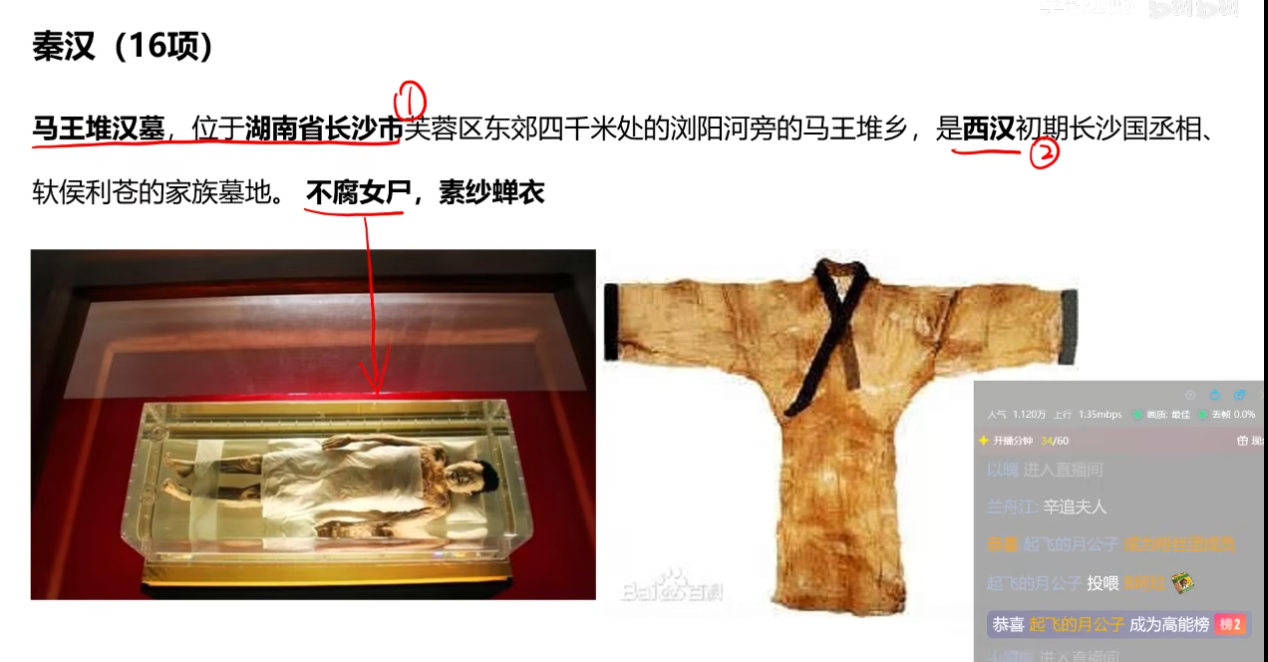 秦汉（16项）
①
马王堆汉墓，位于湖南省长沙市芙蓉区东郊四千米处的浏阳河旁的马王堆乡，是西汉初期长沙国丞相、
②
轪侯利苍的家族墓地。 不腐女尸，素纱蝉衣
人气 1.120万 上行 1.35mbps 画质: 最佳 丢帧 0.0%
开播分钟 34/60
进入直播间
兰舟江: 辛追夫人
恭喜 起飞的月公子
起飞的月公子 投喂
恭喜 起飞的月公子 成为高能榜 榜2
进入直播间
Baidu百科